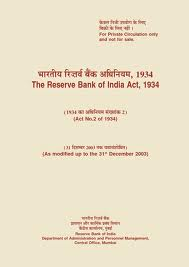 केवल निजी उपयोग के लिए
बिक्री के लिए नहीं ।
For Private Circulation only
and not for sale.
भारतीय रिज़र्व बैंक अधिनियम, 1934
The Reserve Bank of India Act, 1934
(1934 का अधिनियम संख्यांक 2)
(Act No.2 of 1934)
(31 दिसम्बर 2003 तक यथासंशोधित)
(As modified up to the 31st December 2003)
भारतीय रिज़र्व बैंक
प्रशासन और कार्मिक प्रबंध विभाग
केन्द्रीय कार्यालय, मुंबई
Reserve Bank of India
Department of Administration and Personnel Management,
Central Office, Mumbai